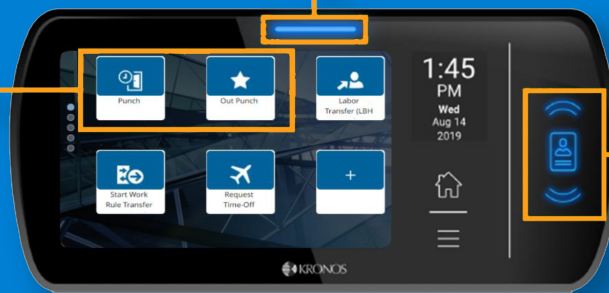 Punch
Out Punch
Labor
Transfer (LBH
1:45
PM
Wed
Aug 14
2019
Start Work
Rule Transfer
Request
Time-Off
+
KRONOS